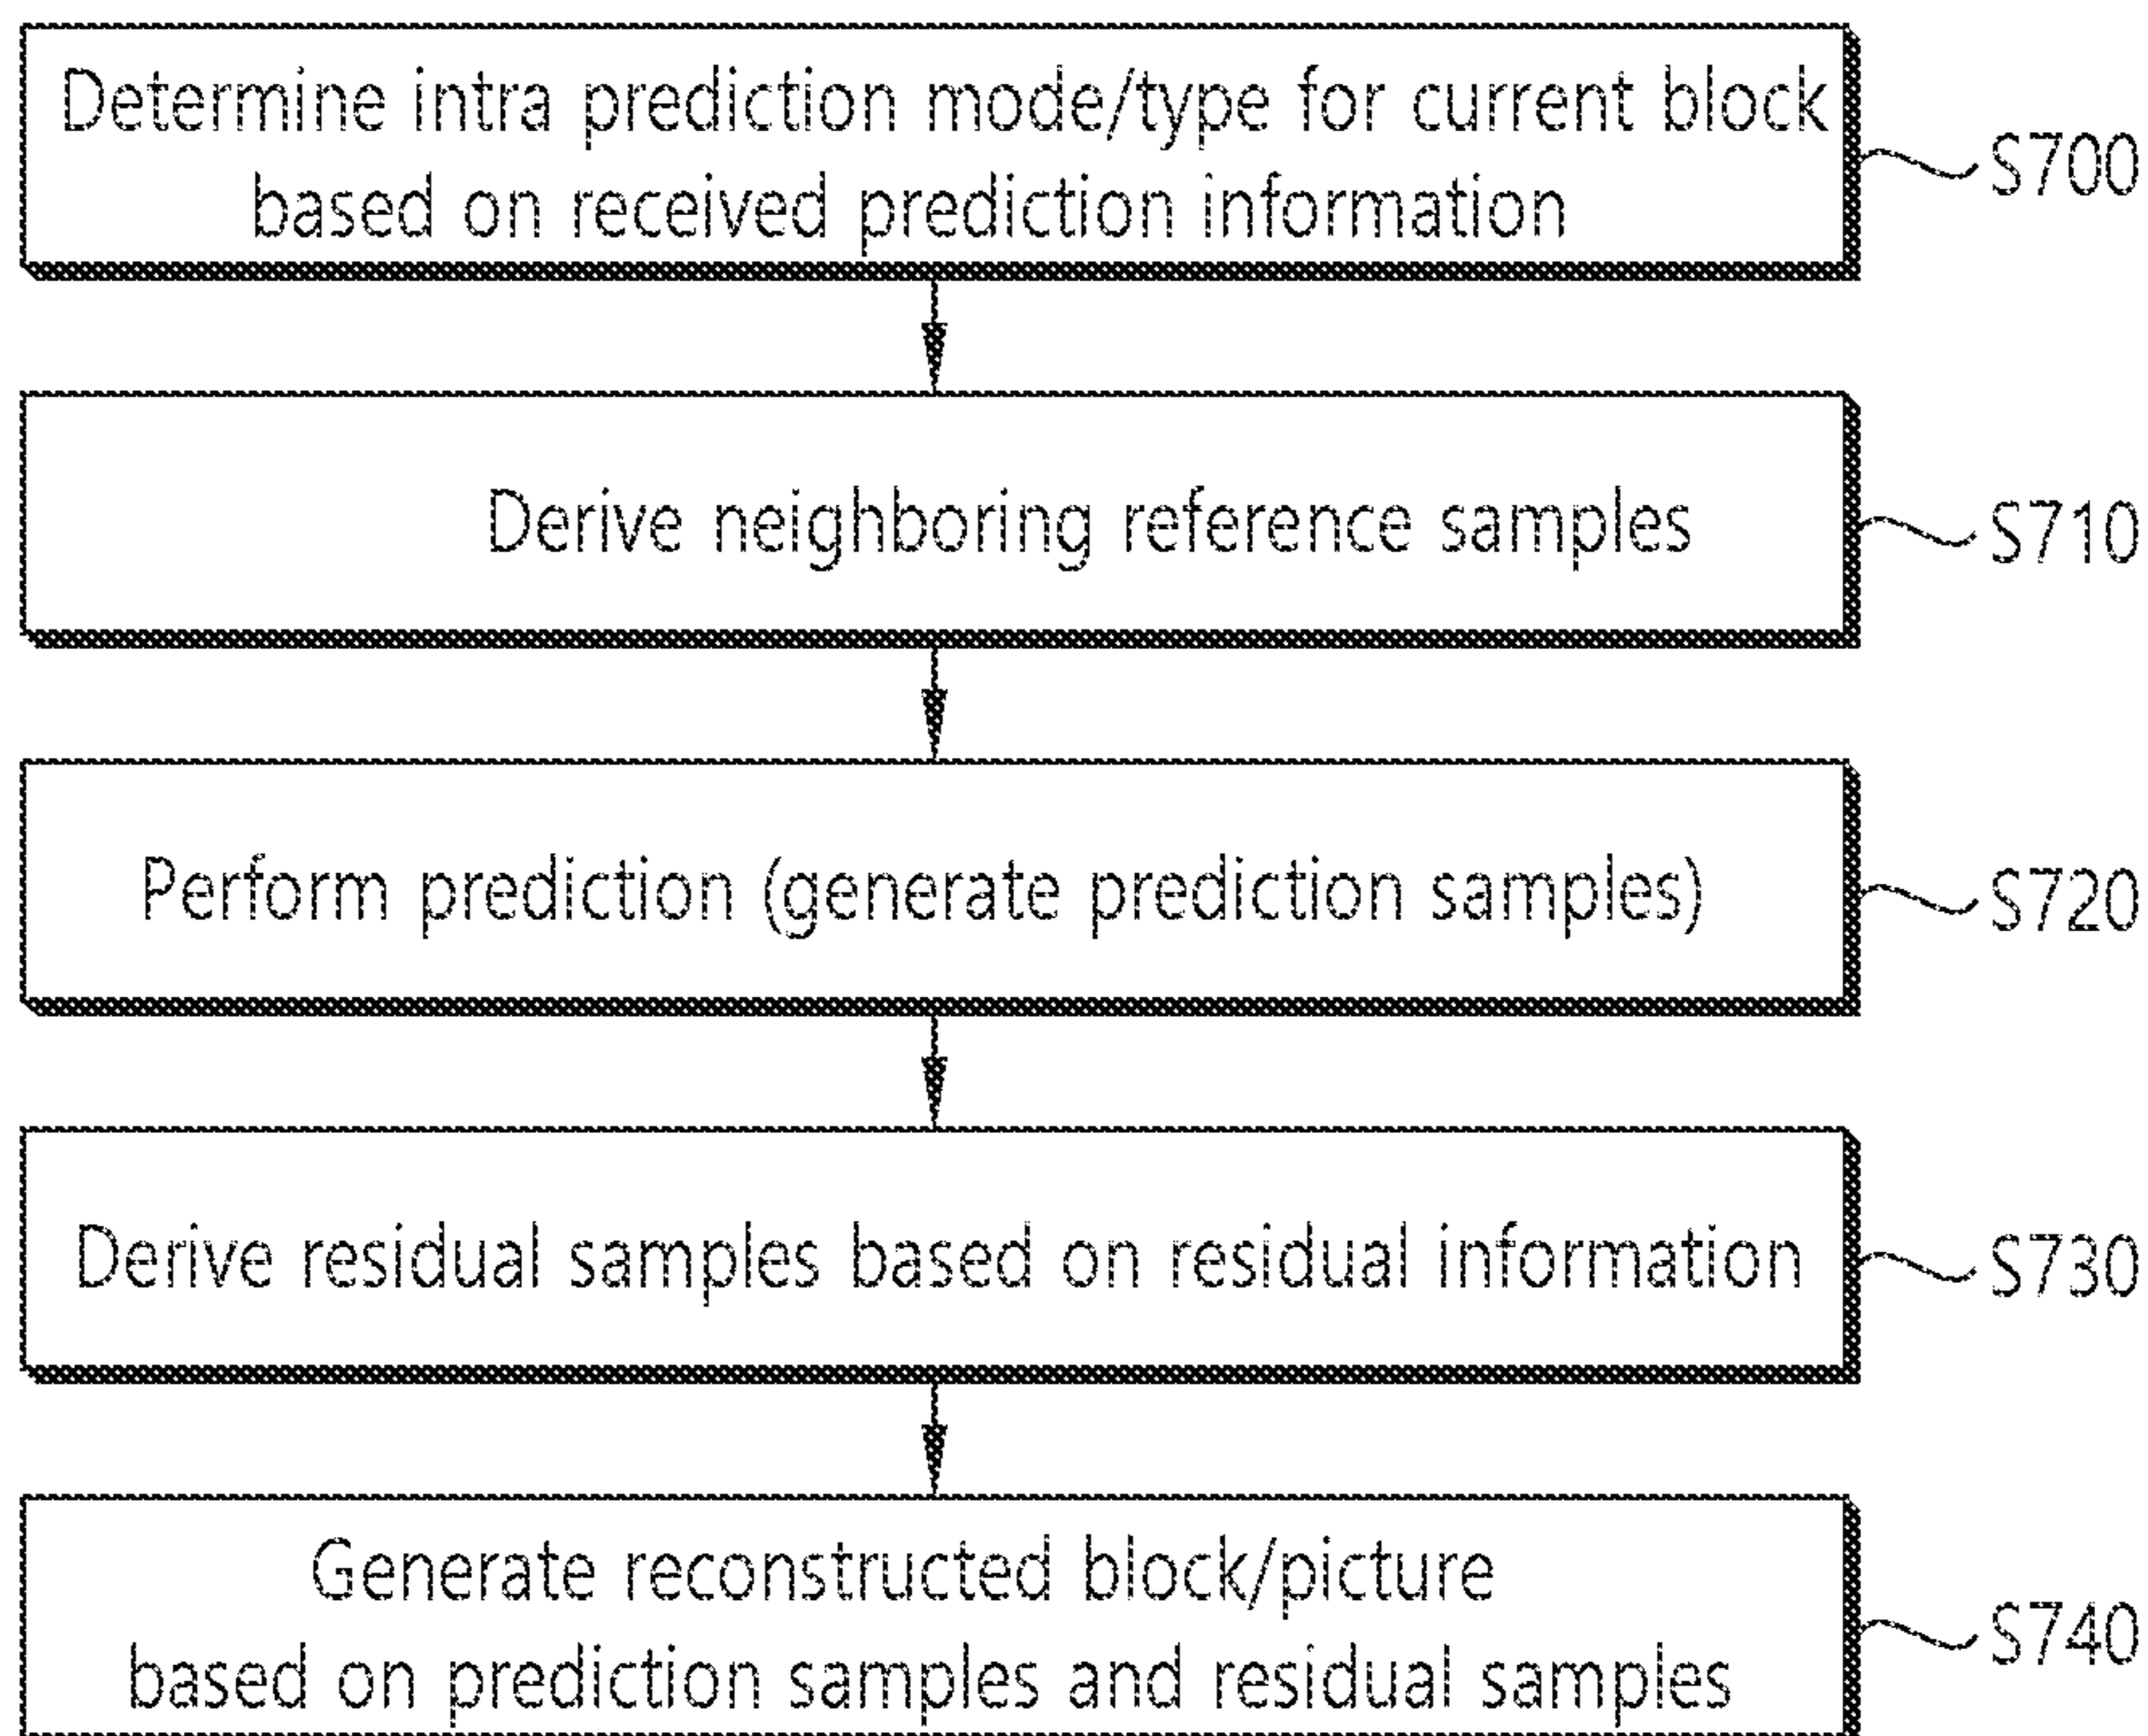 Determine intra prediction mode/type for current block
based on received prediction information
S700
Derive neighboring reference samples
S710
Perform prediction (generate prediction samples)
S720
Derive residual samples based on residual information
S730
Generate reconstructed block/picture
based on prediction samples and residual samples
S740